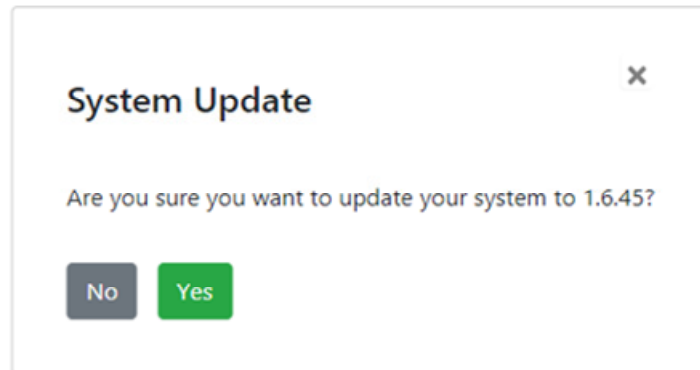 System Update
Are you sure you want to update your system to 1.6.45?
No Yes